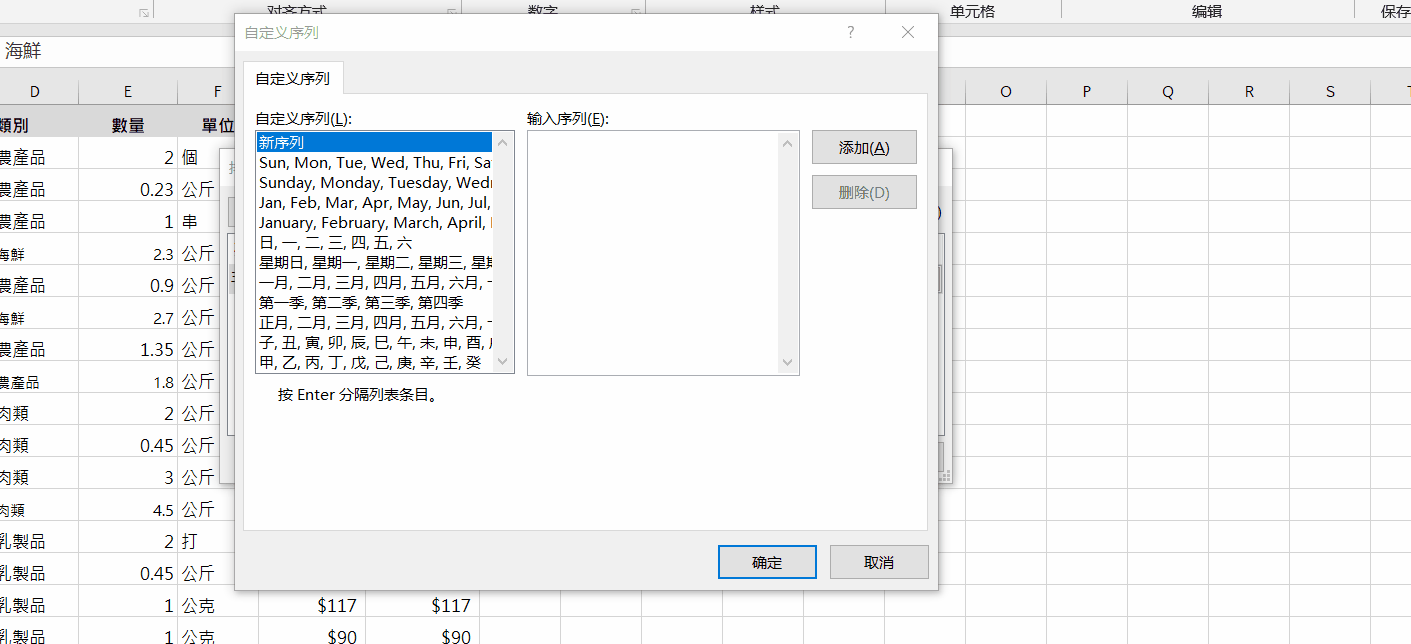 对齐方式 数字 样式 单元格 编辑 保存
海鮮
自定义序列 ? ×
D E F O P Q R S
自定义序列
自定义序列(L): 输入序列(E):
新序列
Sun, Mon, Tue, Wed, Thu, Fri, Sa
Sunday, Monday, Tuesday, Wedn
Jan, Feb, Mar, Apr, May, Jun, Jul,
January, February, March, April,
日, 一, 二, 三, 四, 五, 六
星期日, 星期一, 星期二, 星期三, 星期
一月, 二月, 三月, 四月, 五月, 六月,
第一季, 第二季, 第三季, 第四季
正月, 二月, 三月, 四月, 五月, 六月,
子, 丑, 寅, 卯, 辰, 巳, 午, 未, 申, 酉,
甲, 乙, 丙, 丁, 戊, 己, 庚, 辛, 壬, 癸
添加(A)
删除(D)
按 Enter 分隔列表条目。
确定 取消
類別 數量 單位
農產品 2 個
農產品 0.23 公斤
農產品 1 串
海鮮 2.3 公斤
農產品 0.9 公斤
海鮮 2.7 公斤
農產品 1.35 公斤
農產品 1.8 公斤
肉類 2 公斤
肉類 0.45 公斤
肉類 3 公斤
肉類 4.5 公斤
乳製品 2 打
乳製品 0.45 公斤
乳製品 1 公克 $117 $117
乳製品 1 公克 $90 $90